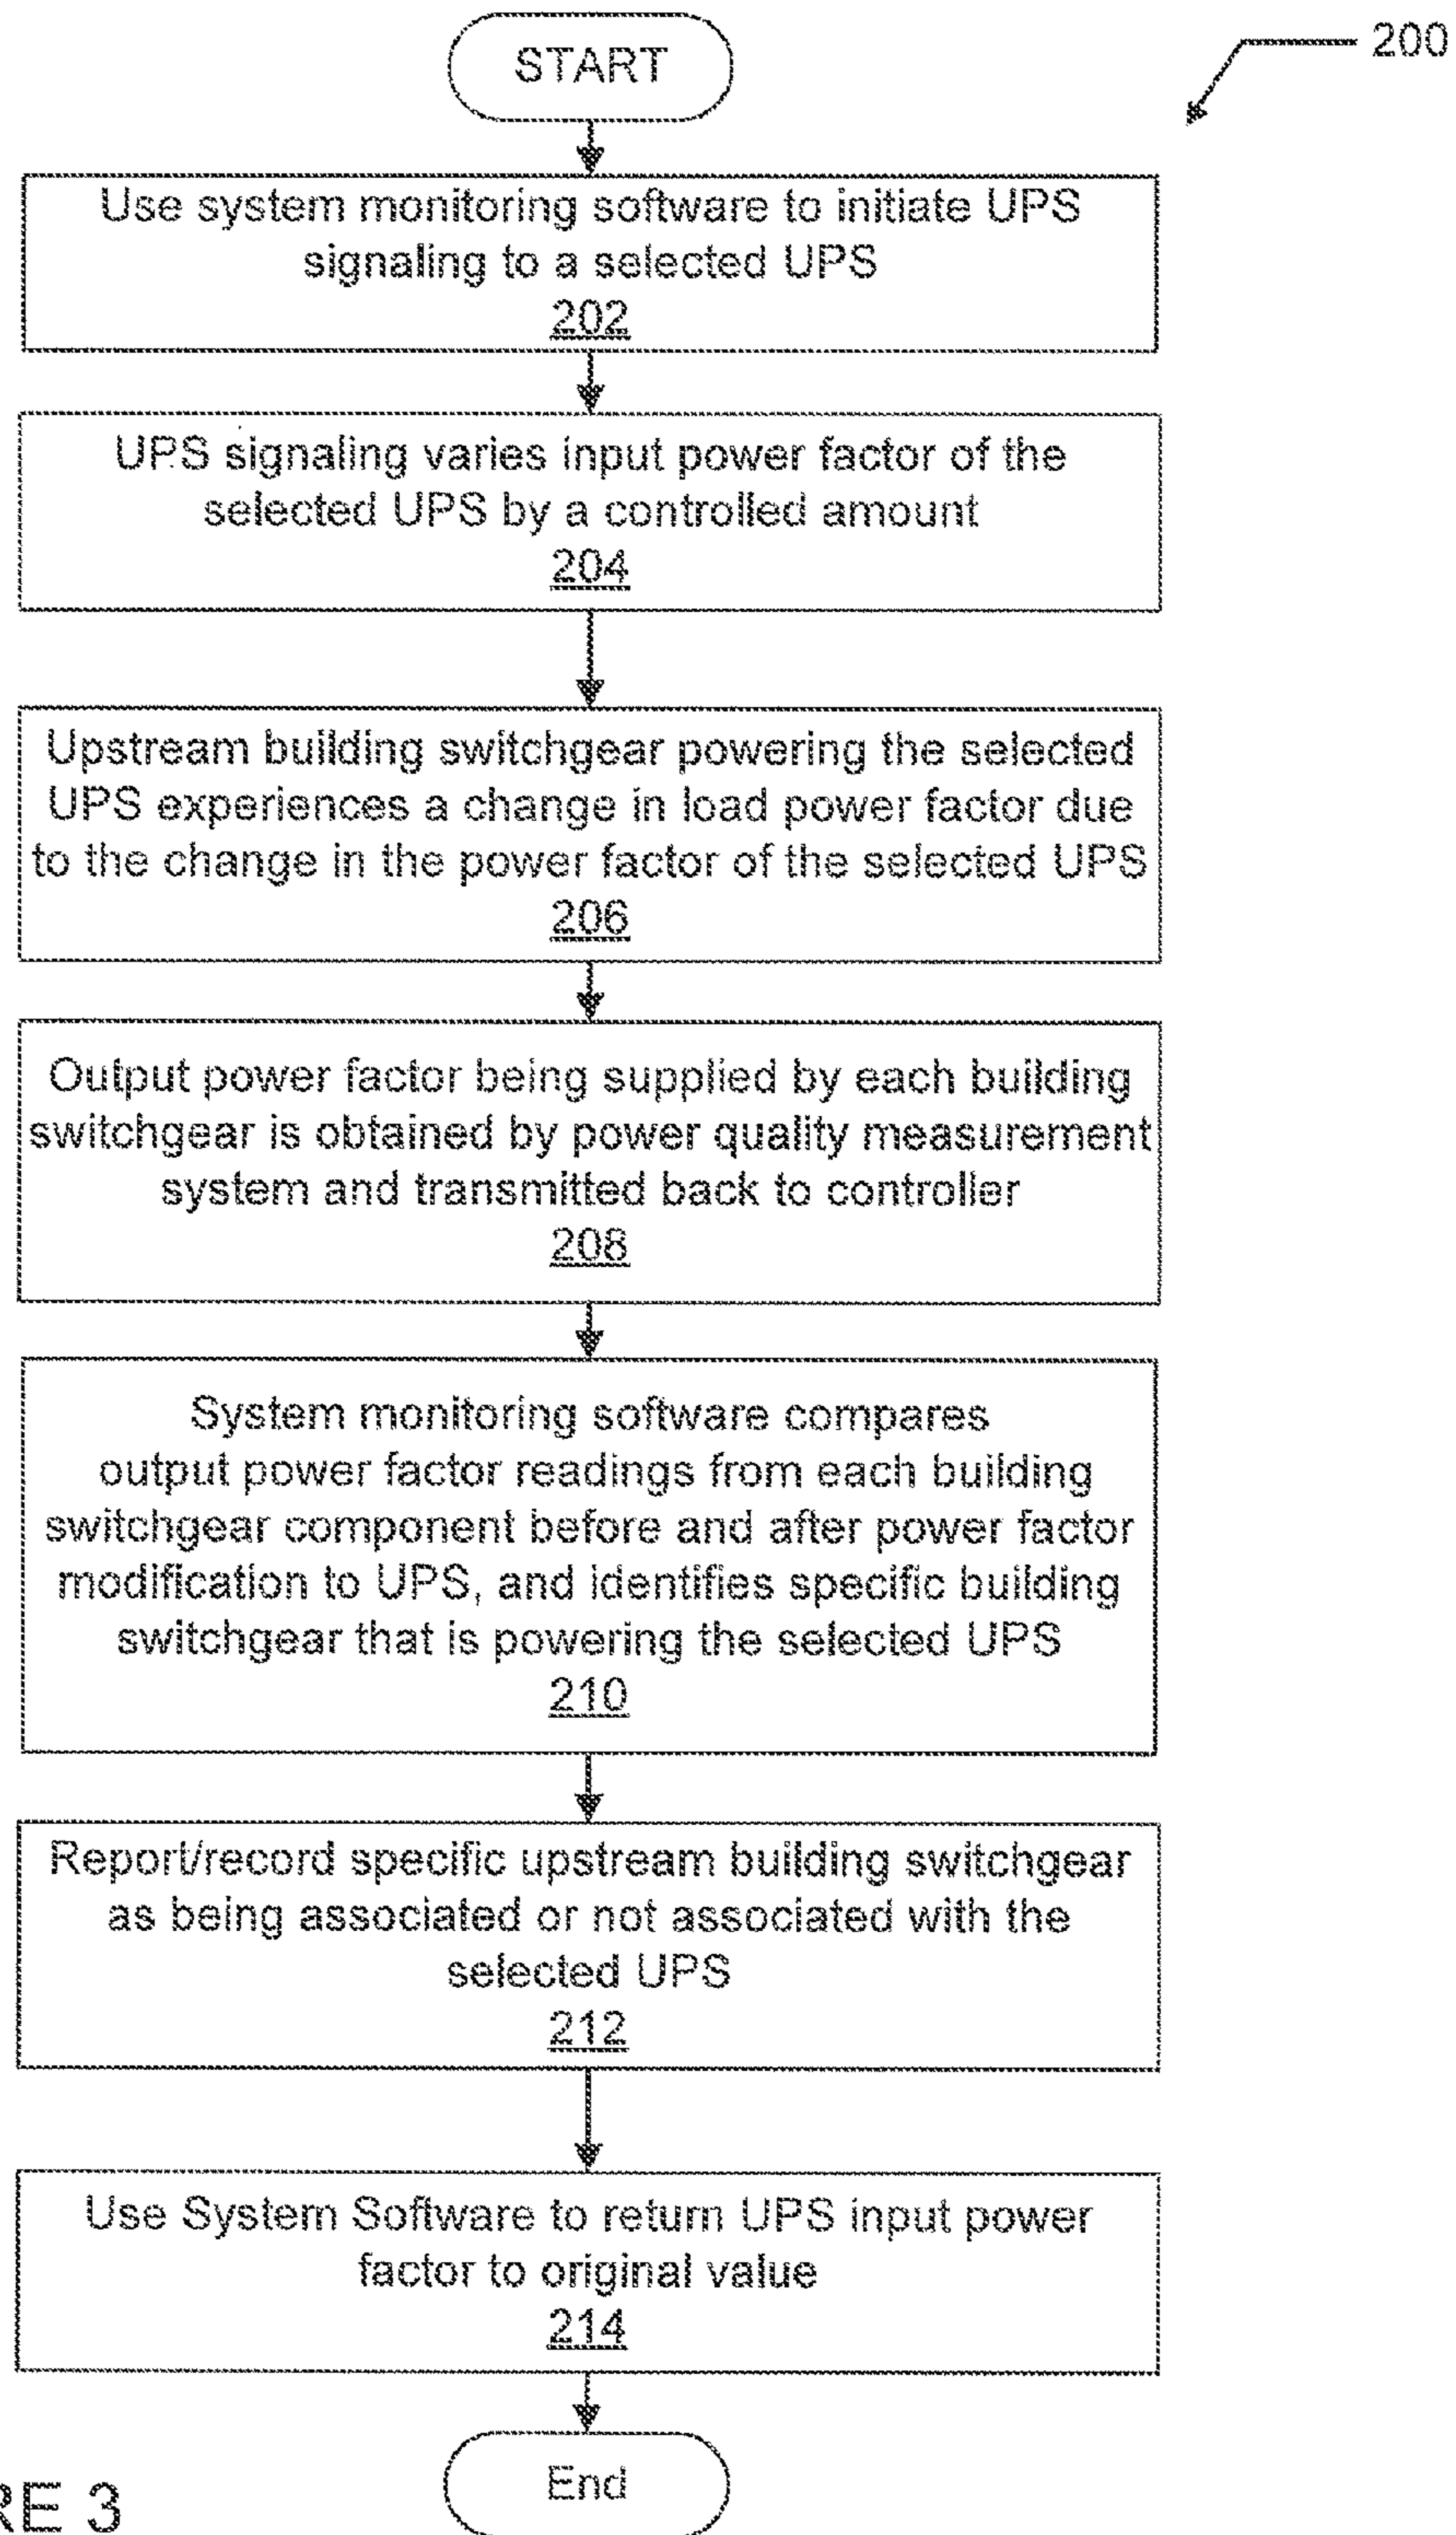 START
200
Use system monitoring software to initiate UPS
signaling to a selected UPS
202
UPS signaling varies input power factor of the
selected UPS by a controlled amount
204
Upstream building switchgear powering the selected
UPS experiences a change in load power factor due
to the change in the power factor of the selected UPS
206
Output power factor being supplied by each building
switchgear is obtained by power quality measurement
system and transmitted back to controller
208
System monitoring software compares
output power factor readings from each building
switchgear component before and after power factor
modification to UPS, and identifies specific building
switchgear that is powering the selected UPS
210
Report/record specific upstream building switchgear
as being associated or not associated with the
selected UPS
212
Use System Software to return UPS input power
factor to original value
214
End
RE 3